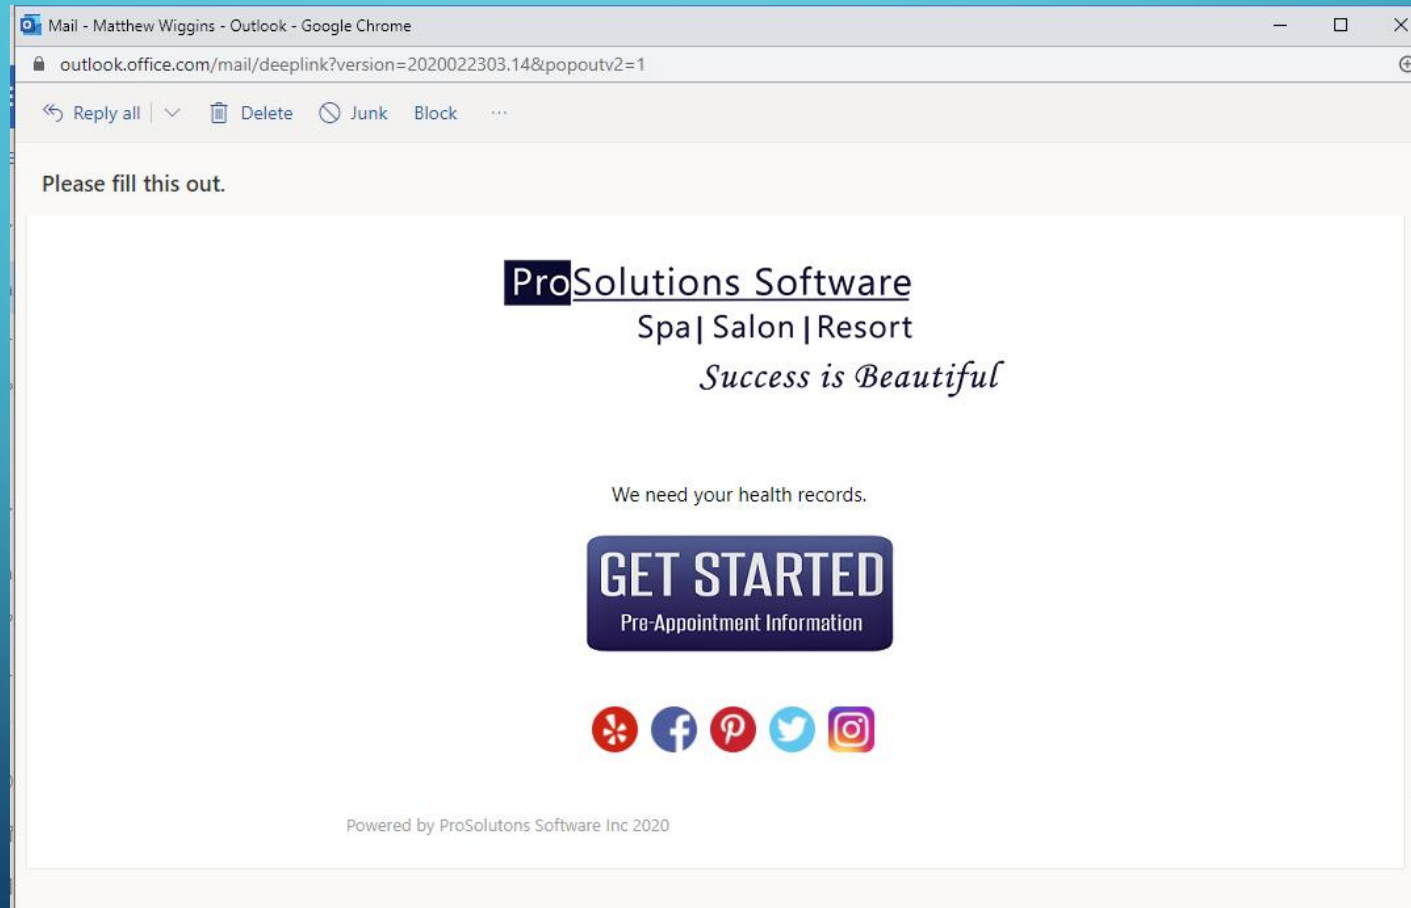 Mail - Matthew Wiggins - Outlook - Google Chrome
outlook.office.com/mail/deeplink?version=2020022303.14&popoutv2=1
Reply all Delete Junk Block ...
Please fill this out.
ProSolutions Software
Spa| Salon |Resort
Success is Beautiful
We need your health records.
GET STARTED
Pre-Appointment Information
Powered by ProSolutons Software Inc 2020